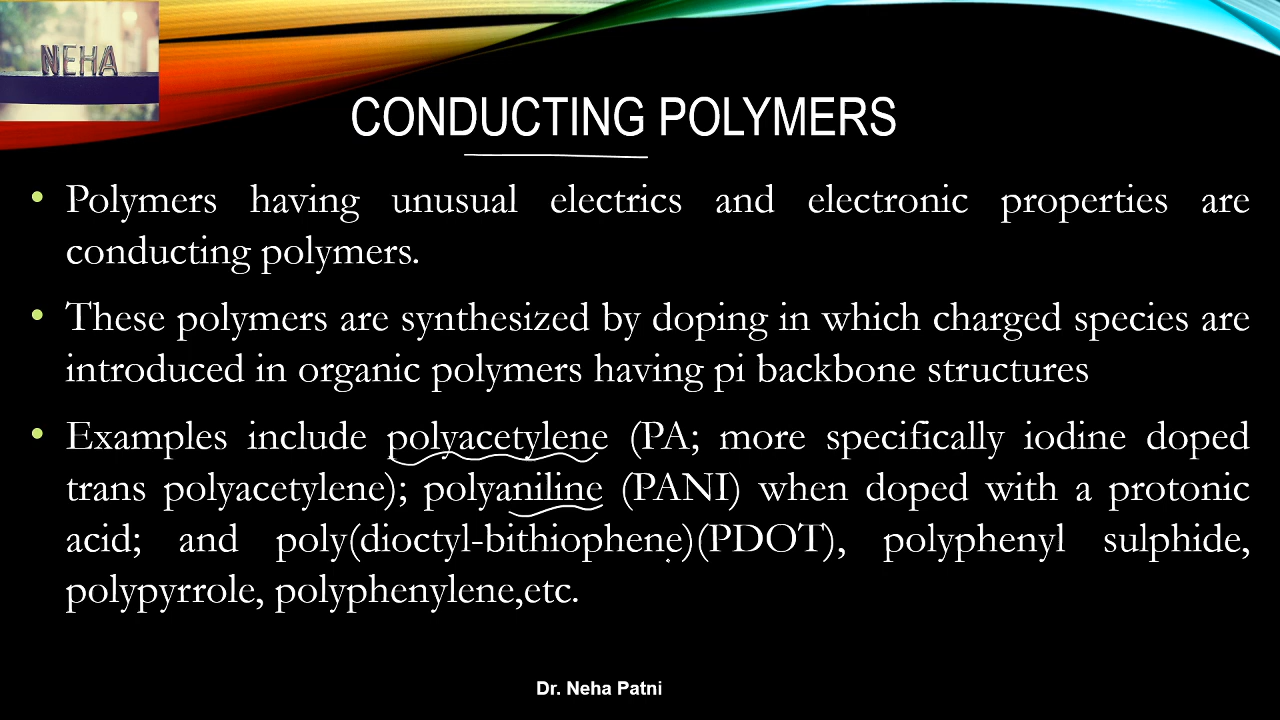 NEHA
CONDUCTING POLYMERS
• Polymers having unusual electrics and electronic properties are
conducting polymers.
• These polymers are synthesized by doping in which charged species are
introduced in organic polymers having pi backbone structures
• Examples include polyacetylene (PA; more specifically iodine doped
trans polyacetylene); polyaniline (PANI) when doped with a protonic
acid; and poly(dioctyl-bithiophene)(PDOT), polyphenyl sulphide,
polypyrrole, polyphenylene,etc.
Dr. Neha Patni